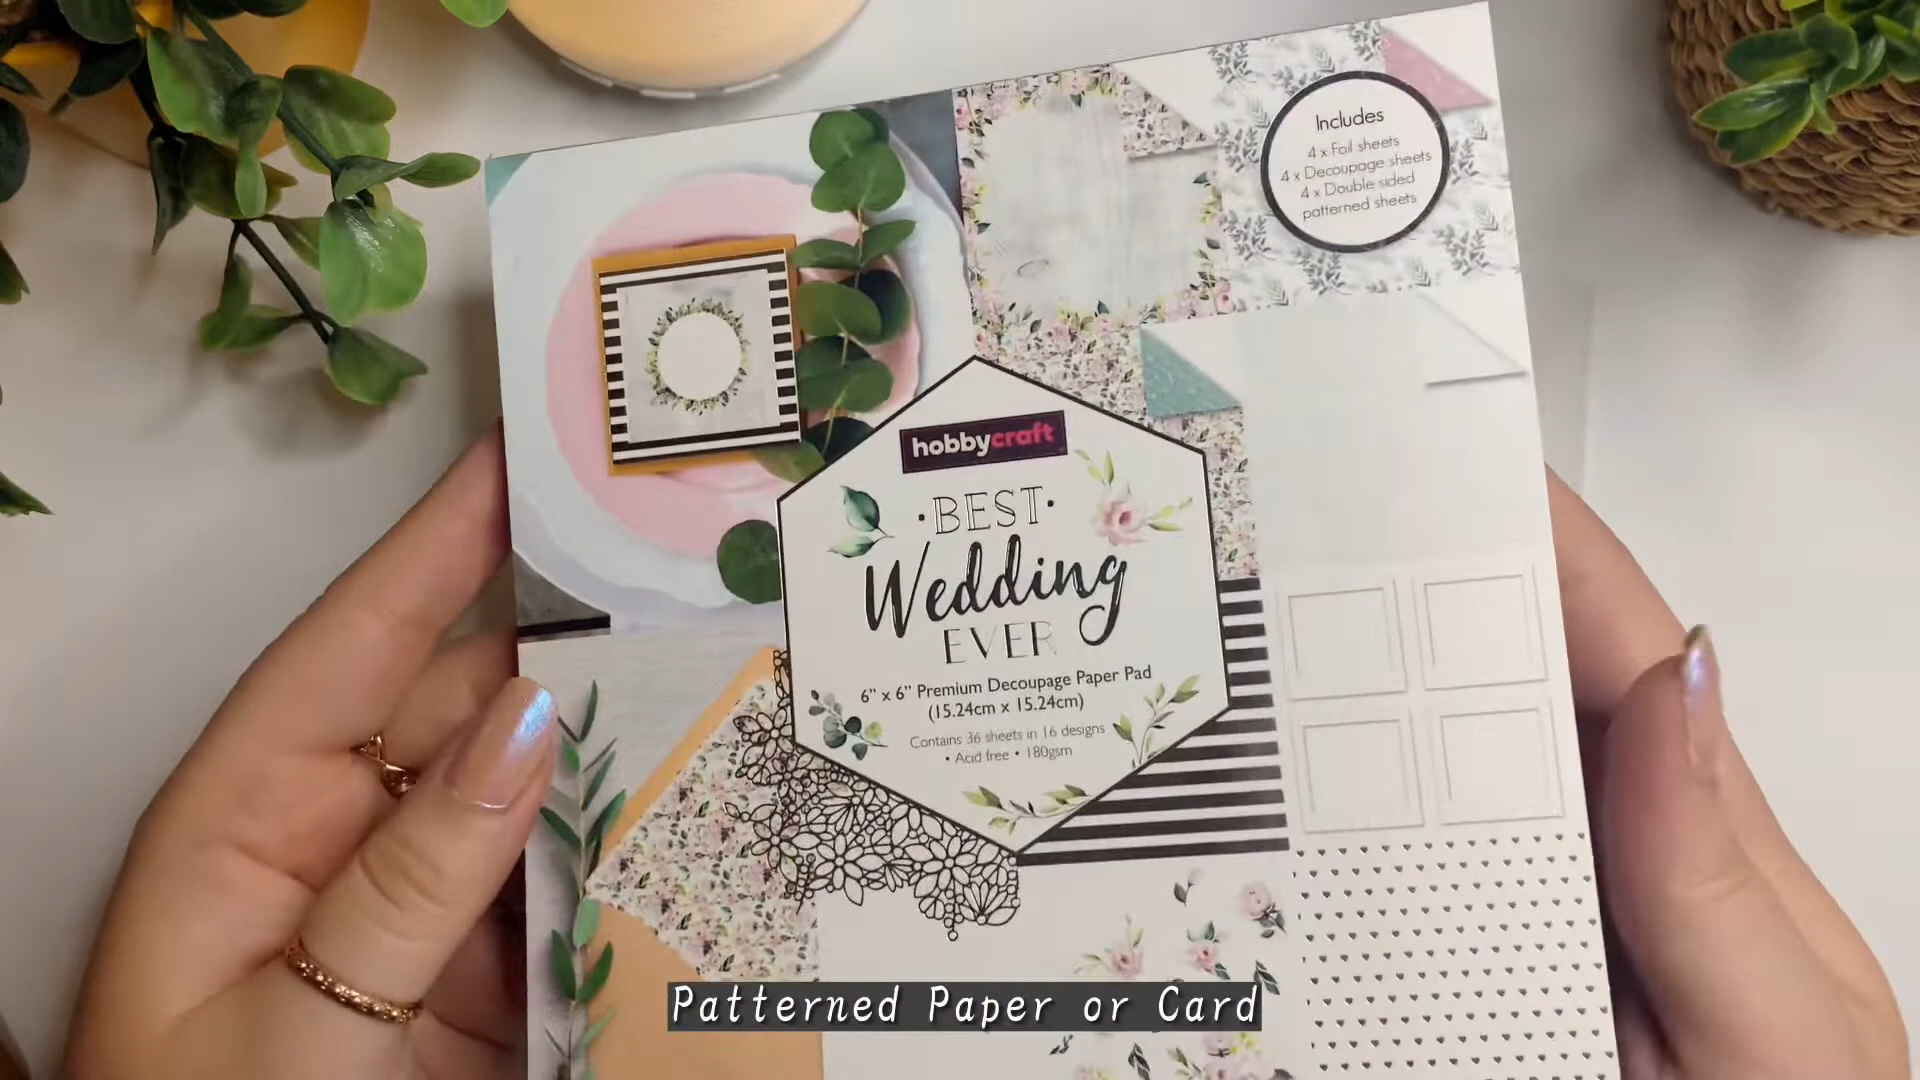 Includes
4 x Foil sheets
4 x Decoupage sheets
4 x Double sided
patterned sheets
hobbycraft
•BEST•
Wedding
EVER
6” x 6” Premium Decoupage Paper Pad
(15.24cm x 15.24cm)
Contains 36 sheets in 16 designs
• Acid free • 180gsm
Patterned Paper or Card